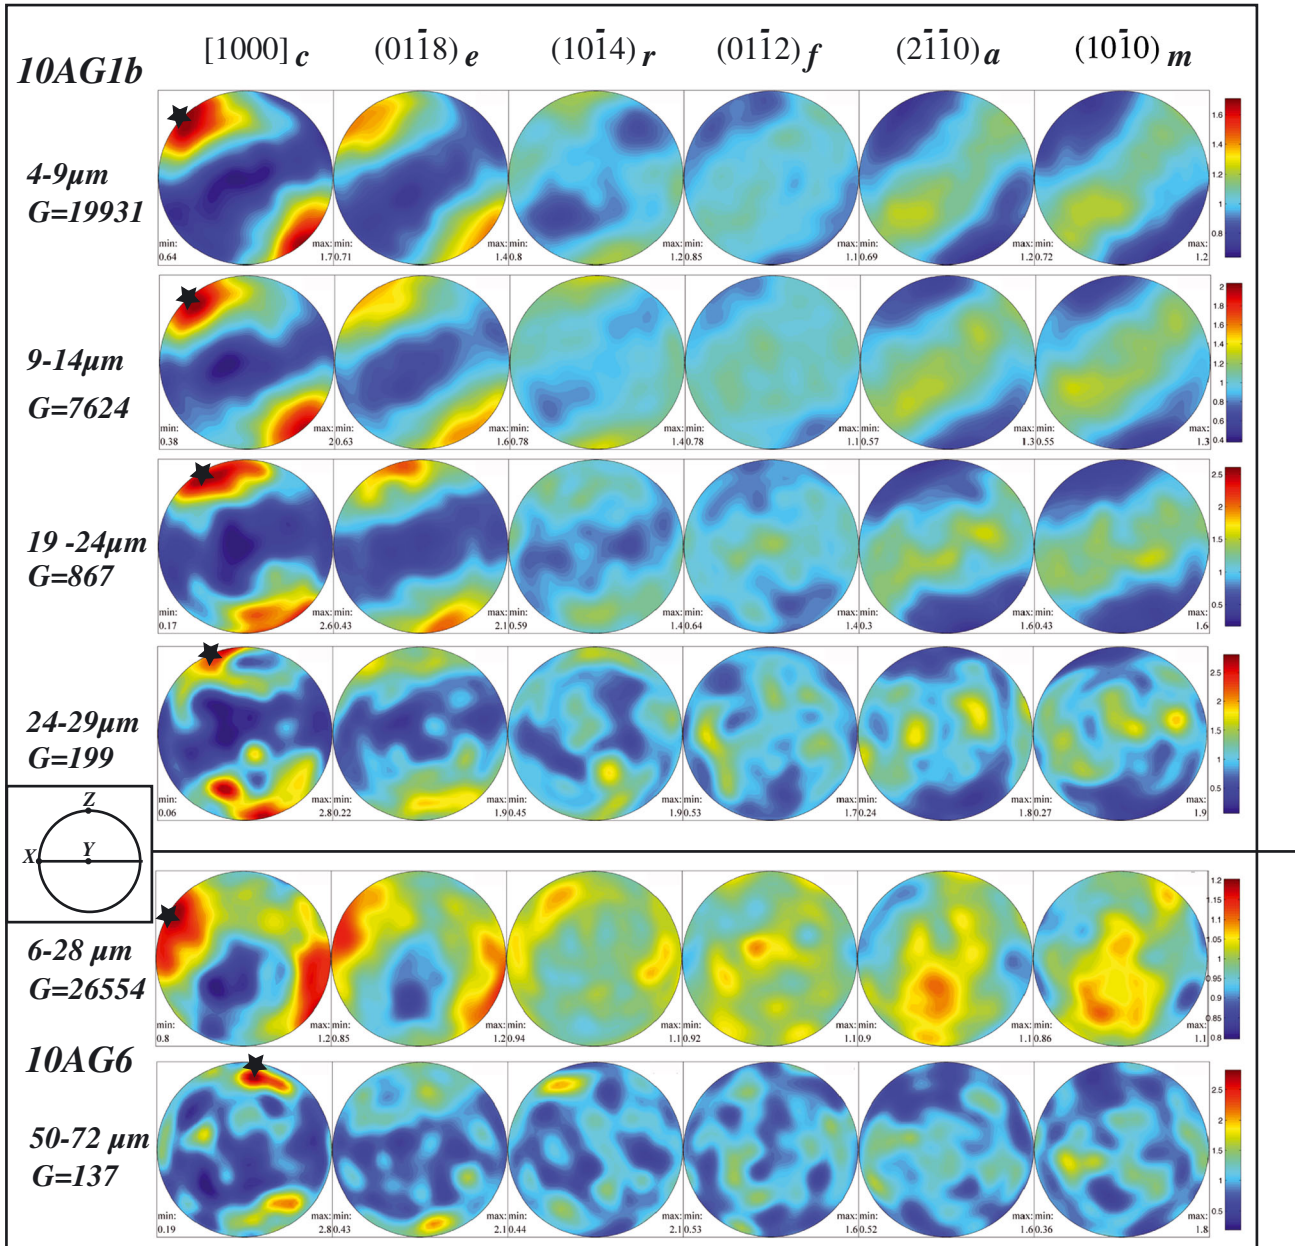 [1000] c (011̄8) e (101̄4) r (011̄2) f (21̄1̄0) a (101̄0) m
10AG1b
1.6
1.4
4-9μm
1.2
G=19931
1
0.8
min: max: min: max: min: max: min: max: min: max: min: max:
0.64 1.7 0.71 1.4 0.8 1.2 0.85 1.1 0.69 1.2 0.72 1.2
2
1.8
1.6
9-14μm
1.4
1.2
1
G=7624
0.8
0.6
0.4
min: max: min: max: min: max: min: max: min: max: min: max:
0.38 2 0.63 1.6 0.78 1.4 0.78 1.1 0.57 1.3 0.55 1.3
2.5
2
19 -24μm
1.5
G=867
1
0.5
min: max: min: max: min: max: min: max: min: max: min: max:
0.17 2.6 0.43 2.1 0.59 1.4 0.64 1.4 0.3 1.6 0.43 1.6
2.5
2
24-29μm
1.5
G=199
1
0.5
min: max: min: max: min: max: min: max: min: max: min: max:
0.06 2.8 0.22 1.9 0.45 1.9 0.53 1.7 0.24 1.8 0.27 1.9
Z
X Y
1.2
1.15
1.1
6-28 μm
1.05
1
G=26554
0.95
0.9
0.85
0.8
min: max: min: max: min: max: min: max: min: max: min: max:
0.8 1.2 0.85 1.2 0.94 1.1 0.92 1.1 0.9 1.1 0.86 1.1
10AG6
2.5
2
50-72 μm
1.5
G=137
1
0.5
min: max: min: max: min: max: min: max: min: max: min: max:
0.19 2.8 0.43 2.1 0.44 2.1 0.53 1.6 0.52 1.6 0.36 1.8